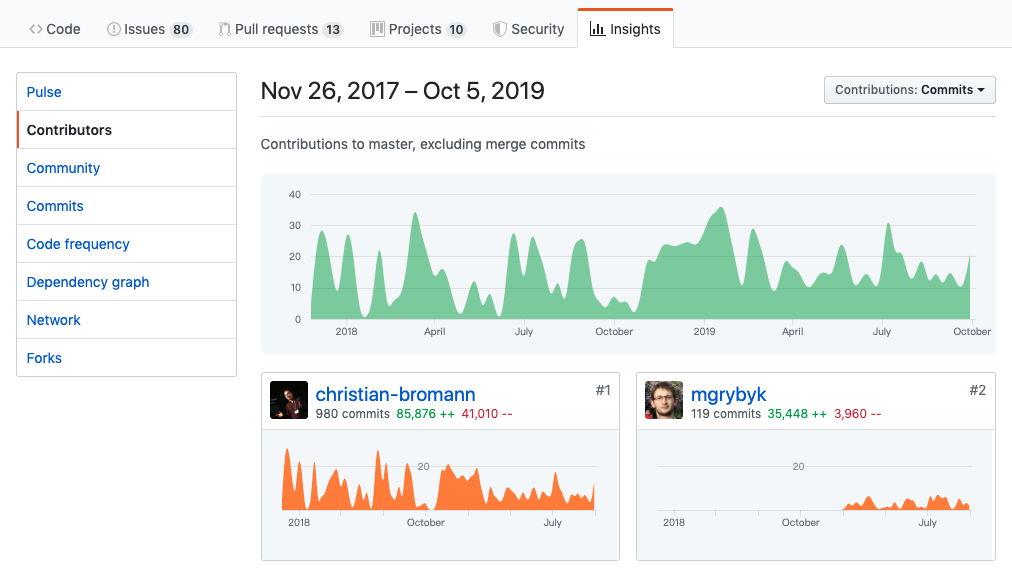 Code Issues 80 Pull requests 13 Projects 10 Security Insights
Pulse
Contributors
Community
Commits
Code frequency
Dependency graph
Network
Forks
Nov 26, 2017 – Oct 5, 2019
Contributions: Commits
Contributions to master, excluding merge commits
40
30
20
10
0
2018 April July October 2019 April July October
christian-bromann #1
980 commits 85,876 ++ 41,010 --
20
2018 October July
mgrybyk #2
119 commits 35,448 ++ 3,960 --
20
2018 October July